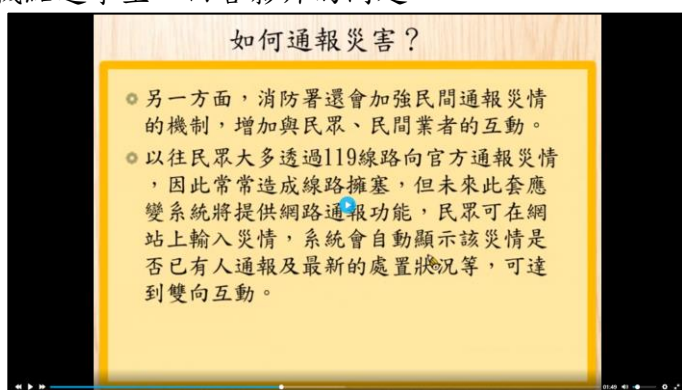 如何通報災害？
另一方面，消防署還會加強民間通報災情
的機制，增加與民眾、民間業者的互動。
以往民眾大多透過119線路向官方通報災情
，因此常常造成線路擁塞，但未來此套應
變系統將提供網路通報功能，民眾可在網
站上輸入災情，系統會自動顯示該災情是
否已有人通報及最新的處置狀況等，可達
到雙向互動。
01:49